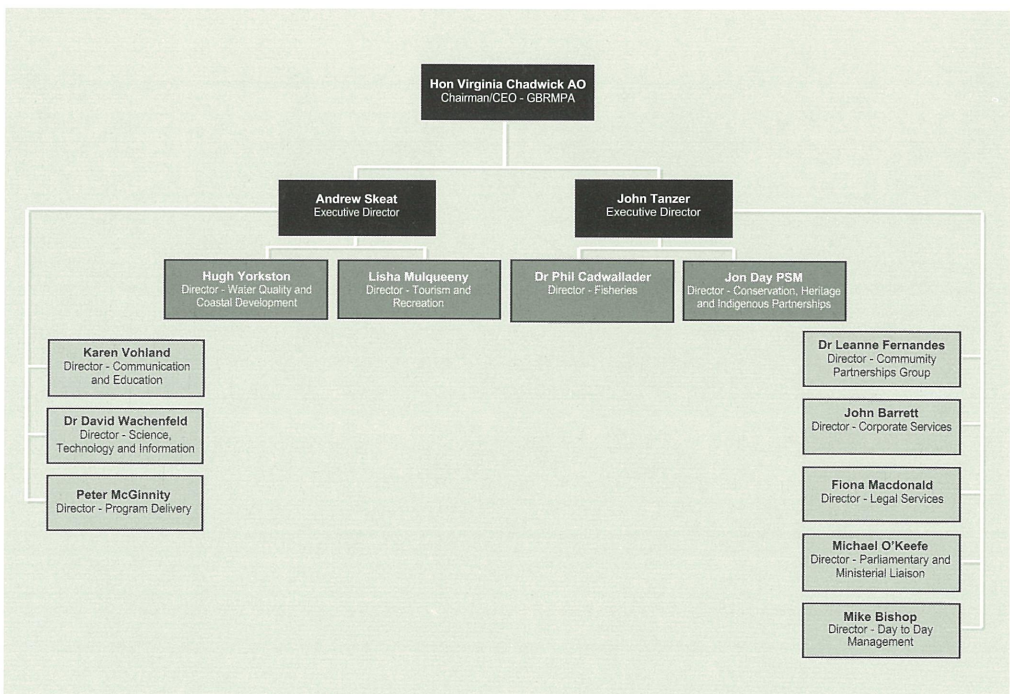 Hon Virginia Chadwick AO
Chairman/CEO - GBRMPA
Andrew Skeat
Executive Director
John Tanzer
Executive Director
Hugh Yorkston
Director - Water Quality and
Coastal Development
Lisha Mulqueeny
Director - Tourism and
Recreation
Dr Phil Cadwallader
Director - Fisheries
Jon Day PSM
Director - Conservation, Heritage
and Indigenous Partnerships
Karen Vohland
Director - Communication
and Education
Dr David Wachenfeld
Director - Science,
Technology and Information
Peter McGinnity
Director - Program Delivery
Dr Leanne Fernandes
Director - Community
Partnerships Group
John Barrett
Director - Corporate Services
Fiona Macdonald
Director - Legal Services
Michael O'Keefe
Director - Parliamentary and
Ministerial Liaison
Mike Bishop
Director - Day to Day
Management